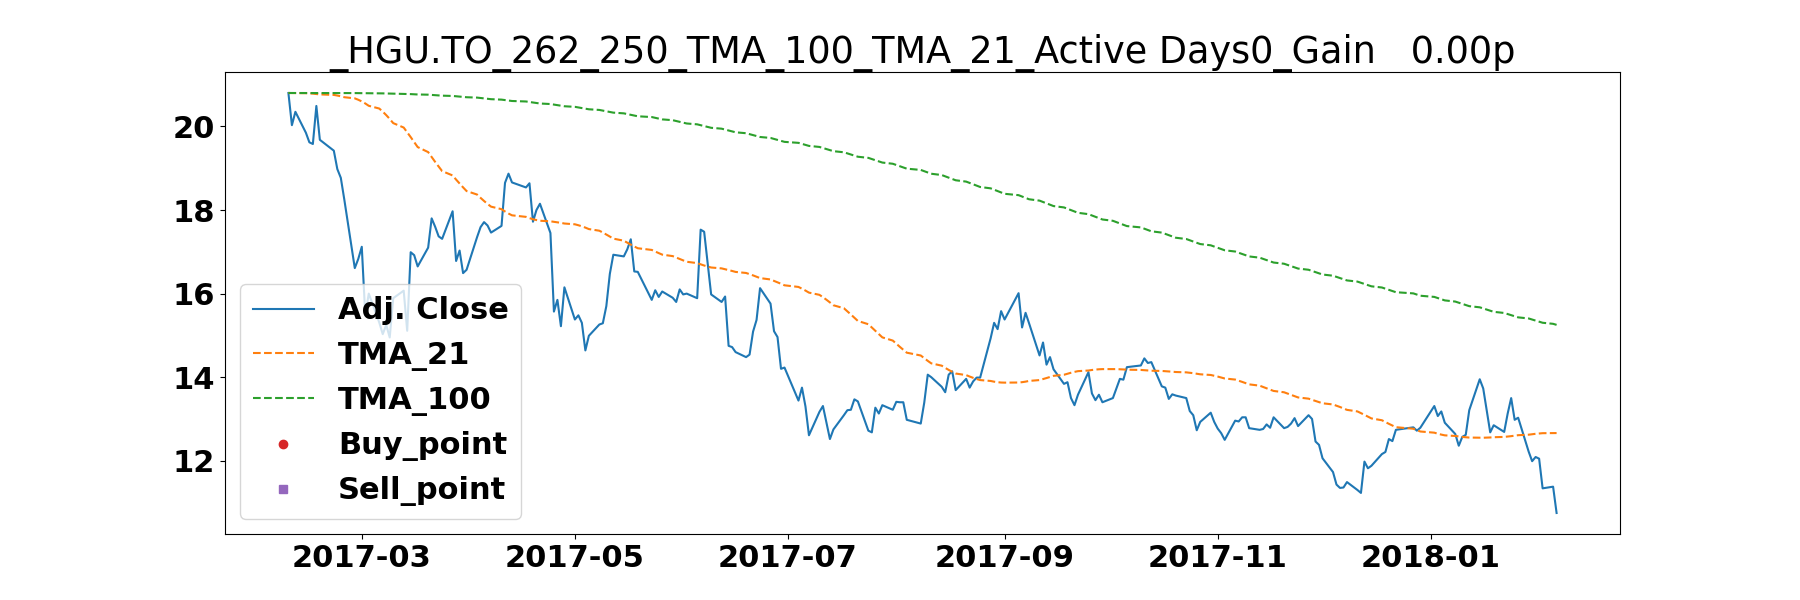 _HGU.TO_262_250_TMA_100_TMA_21_Active Days0_Gain   0.00p
20
18
16
14
12
Adj. Close
TMA_21
TMA_100
Buy_point
Sell_point
2017-03 2017-05 2017-07 2017-09 2017-11 2018-01